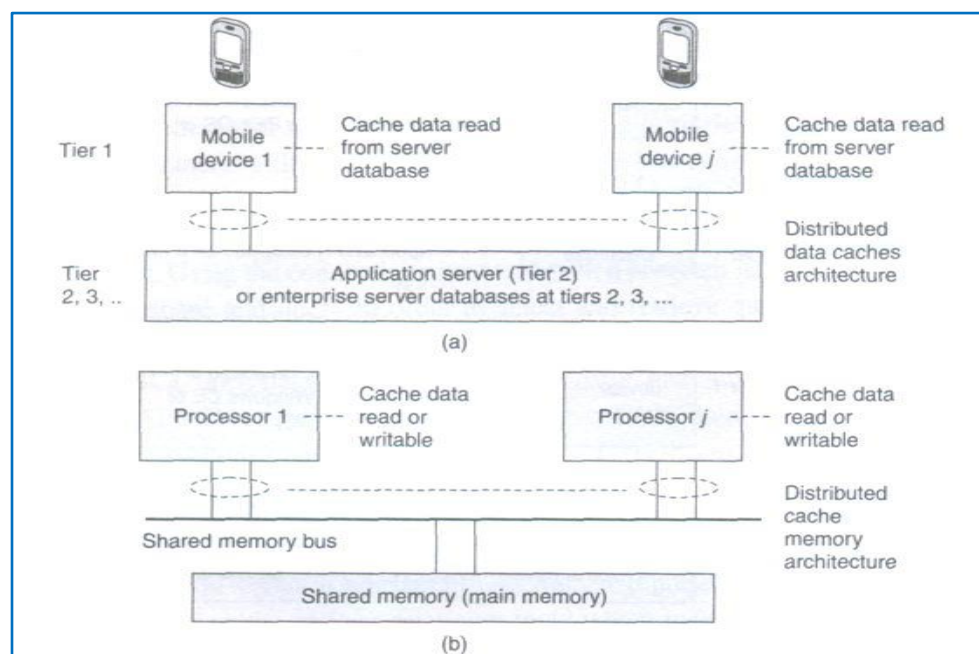 Tier 1
Mobile
device 1
Cache data read
from server
database
Mobile
device j
Cache data read
from server
database
Distributed
data caches
architecture
Tier
2, 3, ..
Application server (Tier 2)
or enterprise server databases at tiers 2, 3, ...
(a)
Processor 1
Cache data
read or
writable
Processor j
Cache data
read or
writable
Distributed
cache
memory
architecture
Shared memory bus
Shared memory (main memory)
(b)